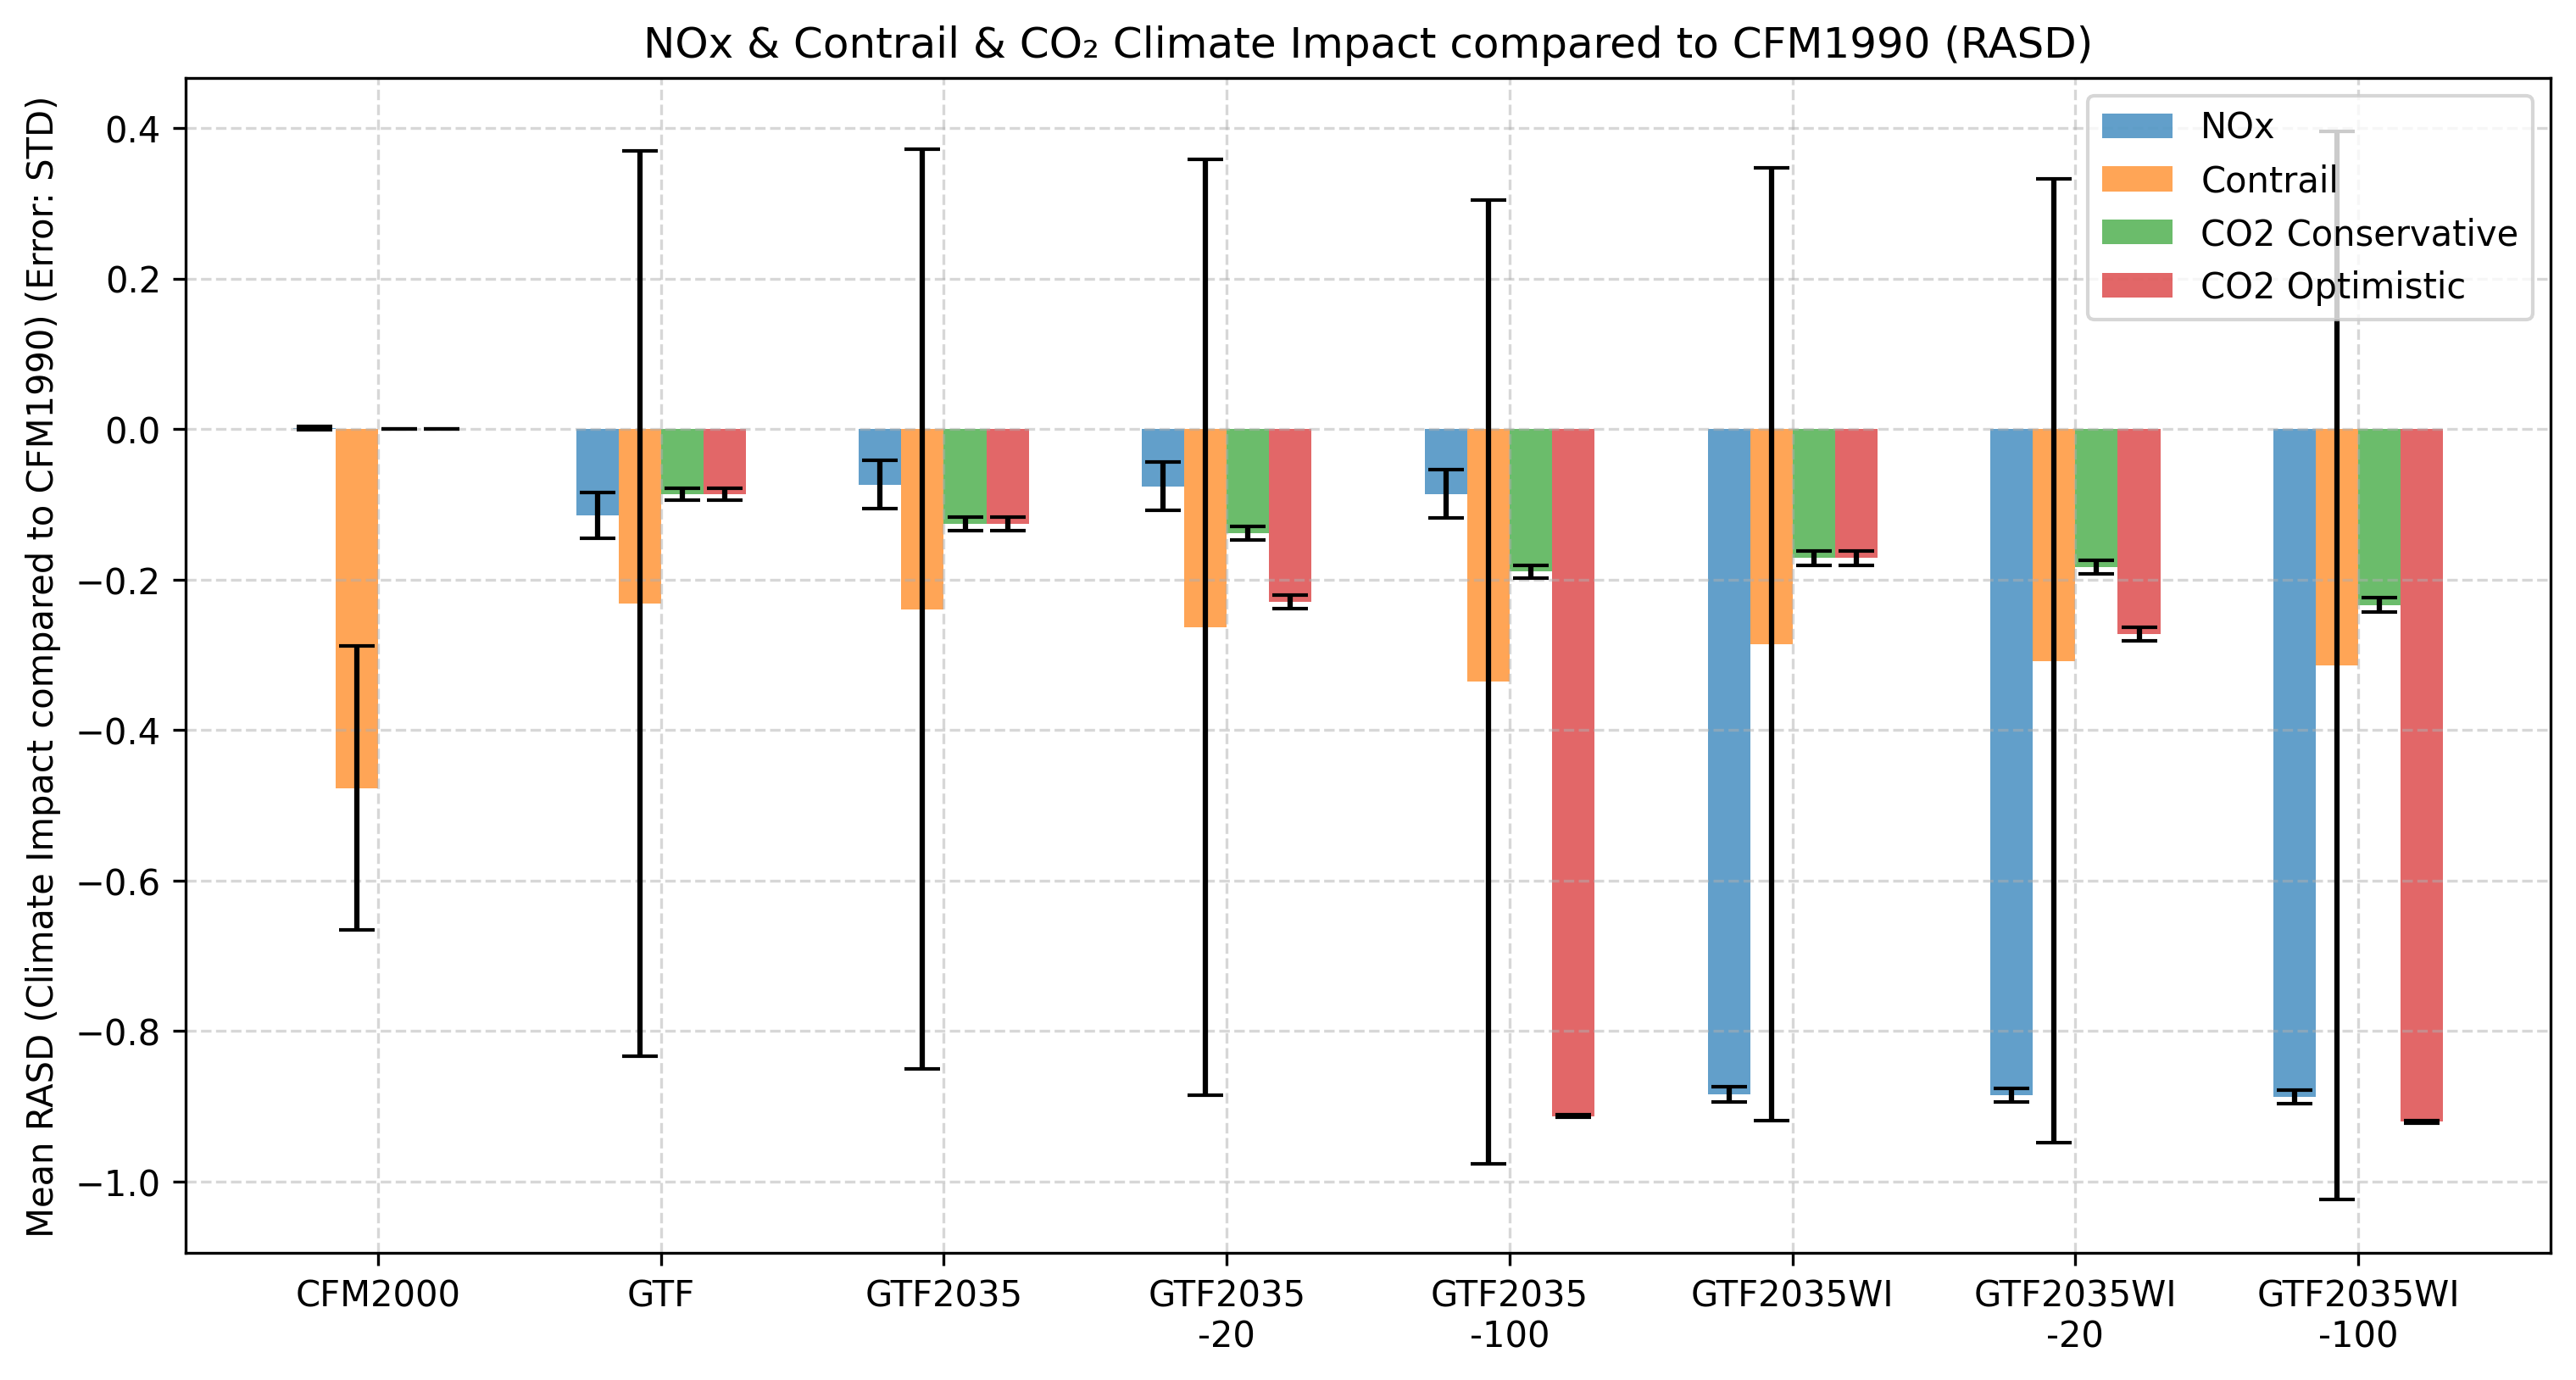 NOx & Contrail & CO₂ Climate Impact compared to CFM1990 (RASD)
Mean RASD (Climate Impact compared to CFM1990) (Error: STD)
0.4
0.2
0.0
−0.2
−0.4
−0.6
−0.8
−1.0
NOx
Contrail
CO2 Conservative
CO2 Optimistic
CFM2000
GTF
GTF2035
GTF2035
-20
GTF2035
-100
GTF2035WI
GTF2035WI
-20
GTF2035WI
-100